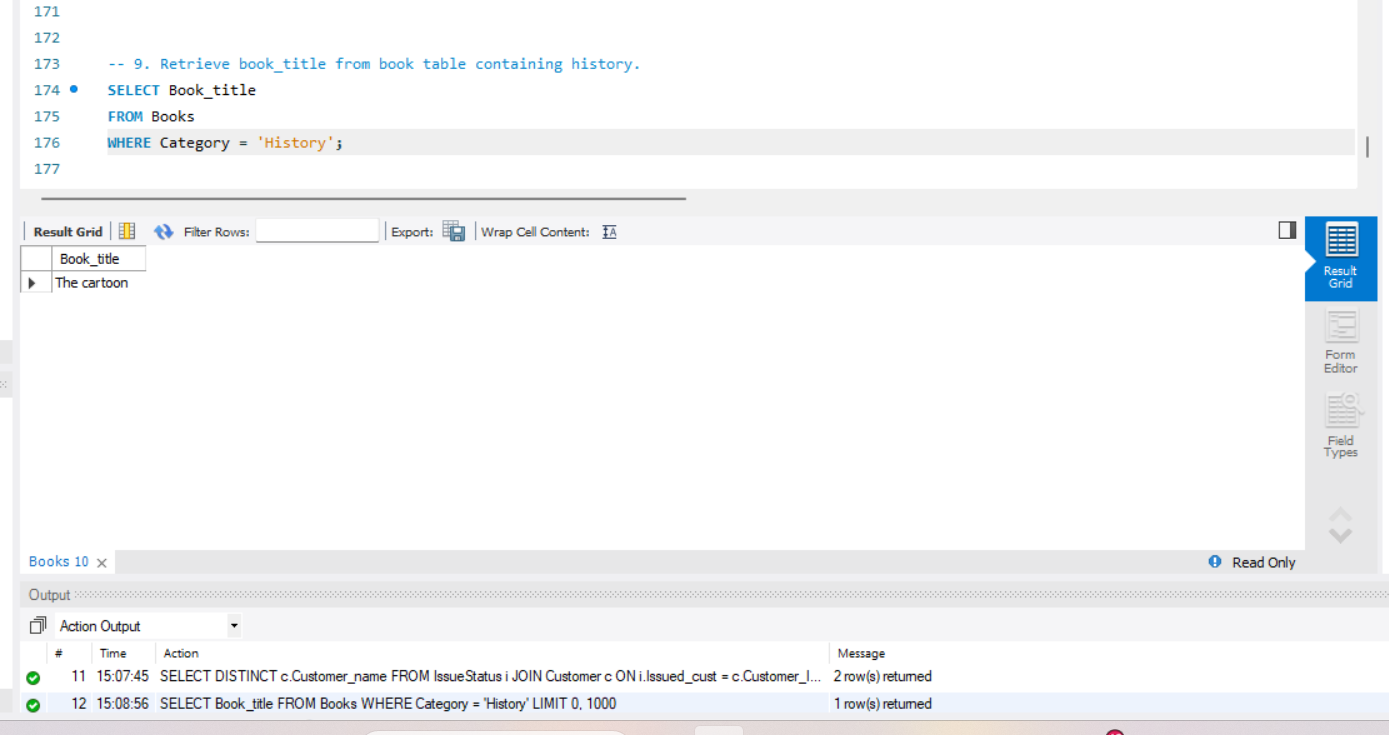 171
172
173 -- 9. Retrieve book_title from book table containing history.
174 SELECT Book_title
175 FROM Books
176 WHERE Category = 'History';
177
Result Grid Filter Rows: Export: Wrap Cell Content: IA
Book_title
The cartoon
Result
Grid
Form
Editor
Field
Types
Books 10 × Read Only
Output
Action Output
# Time Action Message
11 15:07:45 SELECT DISTINCT c.Customer_name FROM IssueStatus i JOIN Customer c ON i.Issued_cust = c.Customer_I... 2 row(s) returned
12 15:08:56 SELECT Book_title FROM Books WHERE Category = 'History' LIMIT 0, 1000 1 row(s) returned